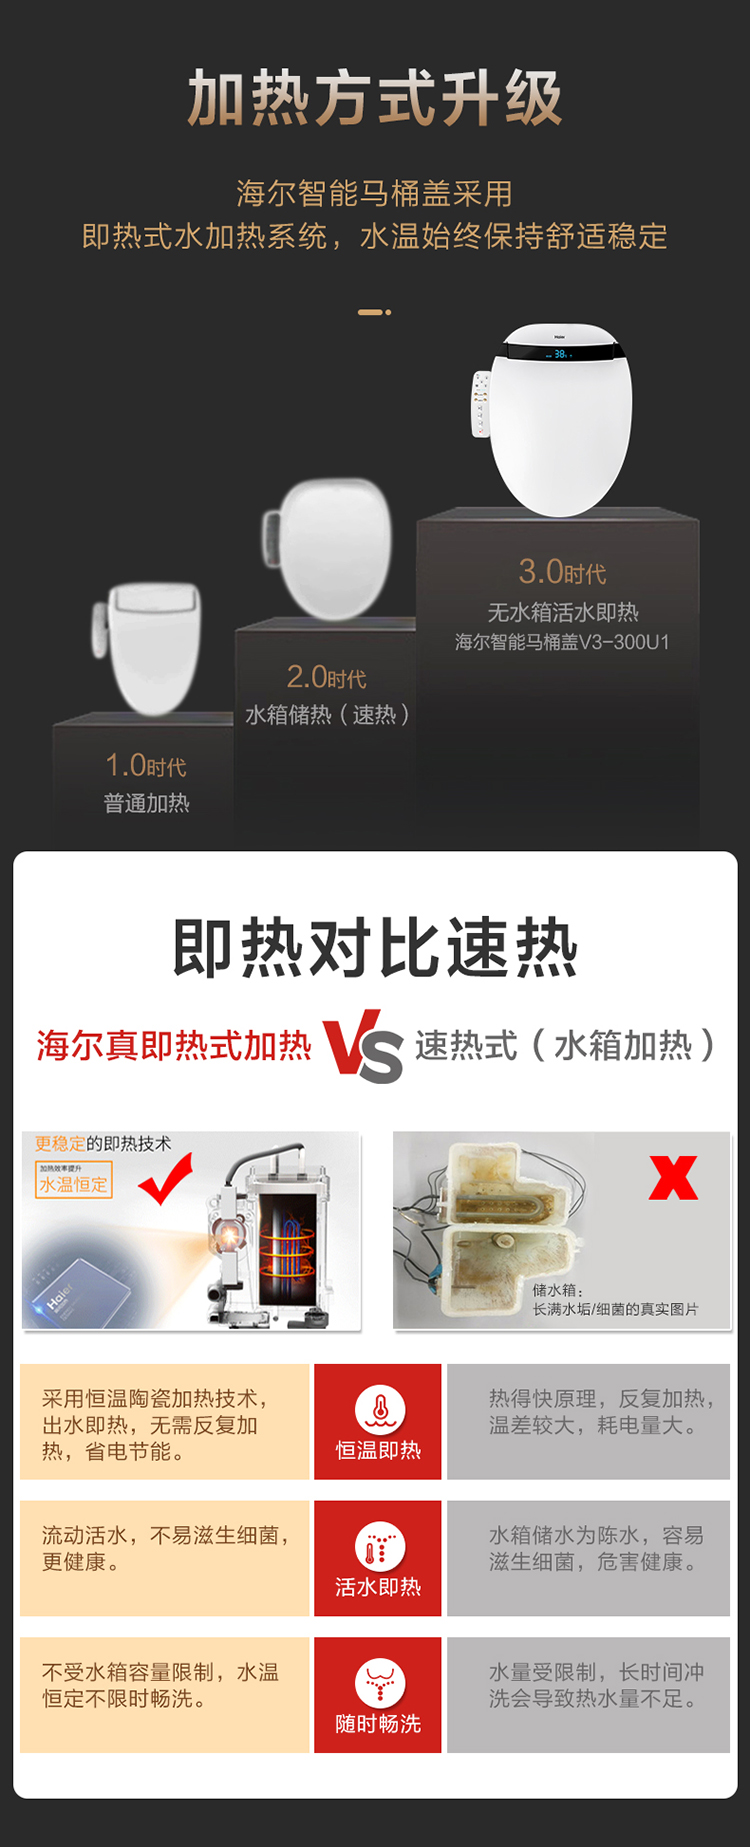 加热方式升级
海尔智能马桶盖采用
即热式水加热系统，水温始终保持舒适稳定
Haier
38
3.0时代
无水箱活水即热
海尔智能马桶盖V3-300U1
2.0时代
水箱储热（速热）
1.0时代
普通加热
即热对比速热
海尔真即热式加热 VS 速热式（水箱加热）
更稳定的即热技术
加热效率提升
水温恒定
Haier
储水箱：
长满水垢/细菌的真实图片
采用恒温陶瓷加热技术，
出水即热，无需反复加
热，省电节能。
恒温即热
热得快原理，反复加热，
温差较大，耗电量大。
流动活水，不易滋生细菌，
更健康。
活水即热
水箱储水为陈水，容易
滋生细菌，危害健康。
不受水箱容量限制，水温
恒定不限时畅洗。
随时畅洗
水量受限制，长时间冲
洗会导致热水量不足。